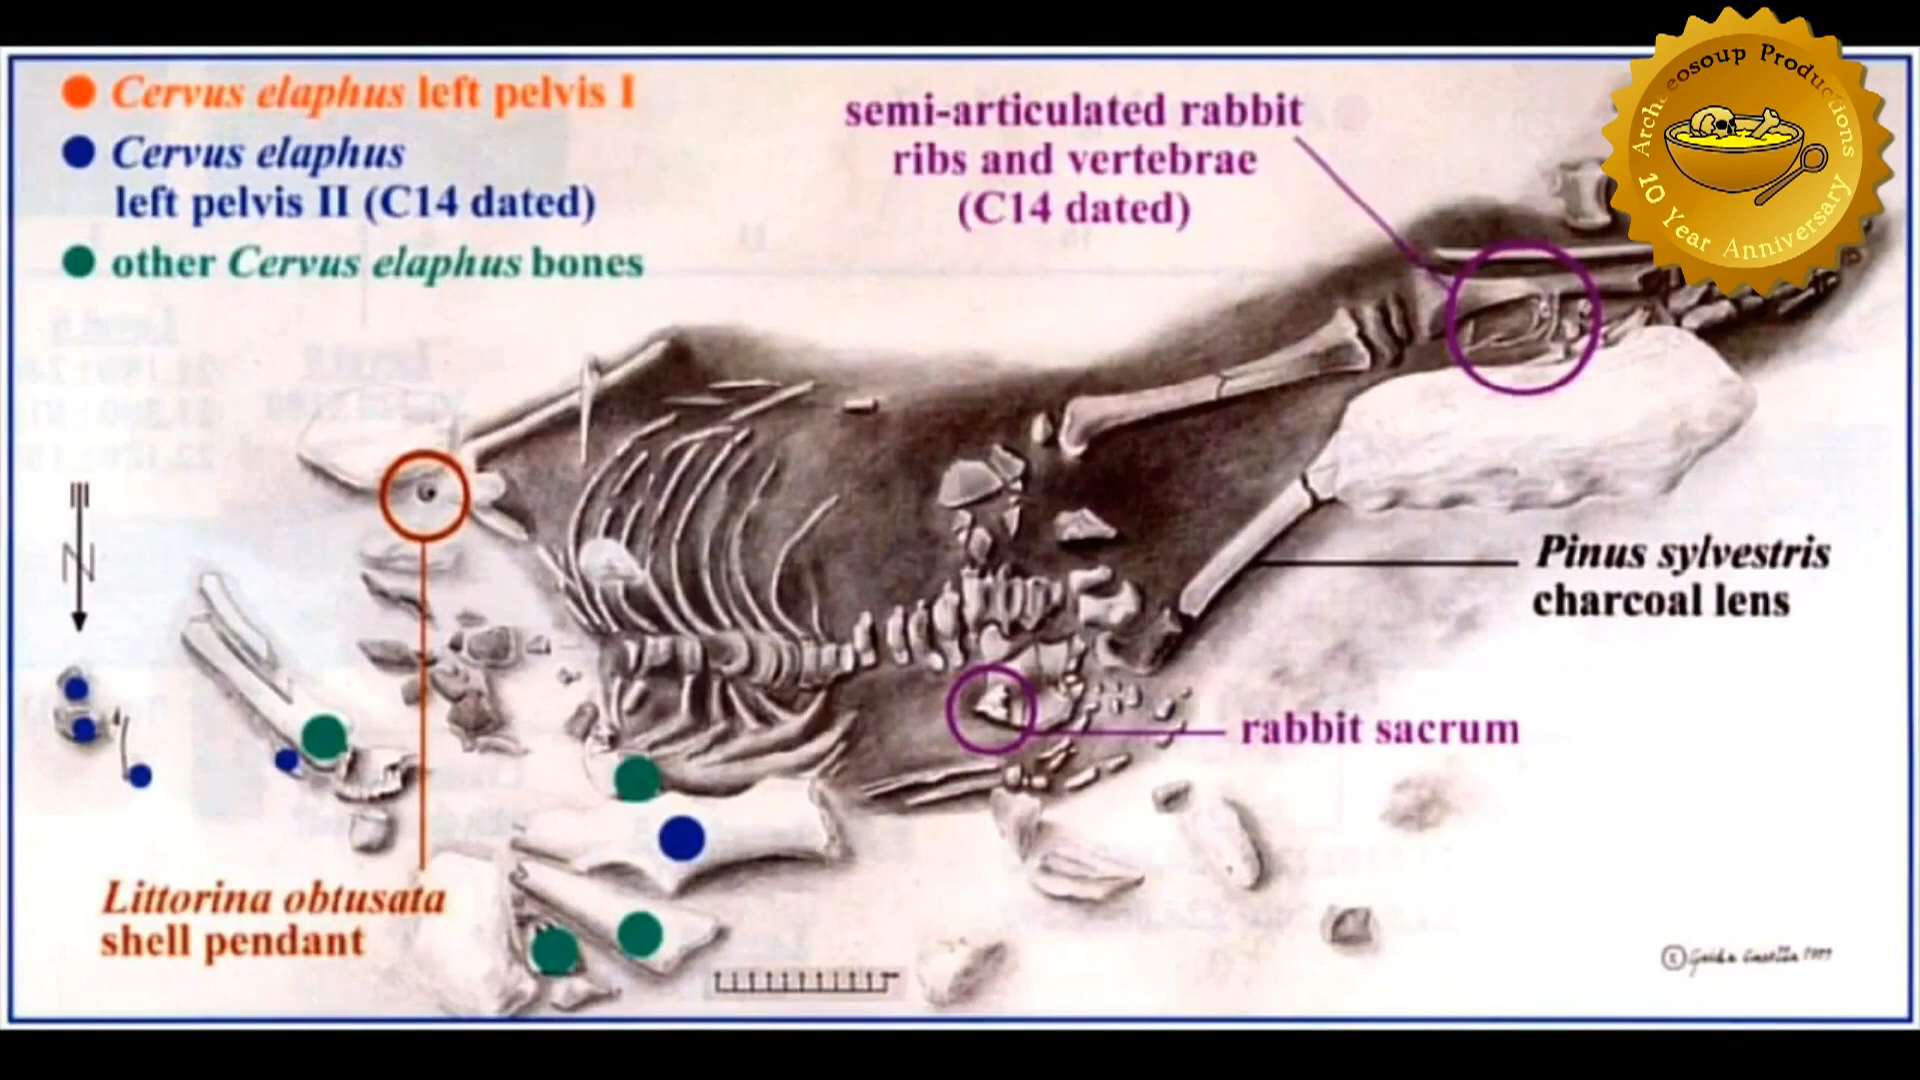 Cervus elaphus left pelvis I
Cervus elaphus
left pelvis II (C14 dated)
other Cervus elaphus bones
semi-articulated rabbit
ribs and vertebrae
(C14 dated)
Archaeosoup Productions
10 Year Anniversary
N
Pinus sylvestris
charcoal lens
rabbit sacrum
Littorina obtusata
shell pendant